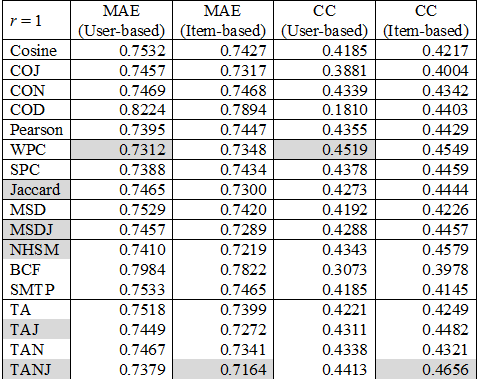 r = 1 MAE (User-based) MAE (Item-based) CC (User-based) CC (Item-based)
Cosine 0.7532 0.7427 0.4185 0.4217
COJ 0.7457 0.7317 0.3881 0.4004
CON 0.7469 0.7468 0.4339 0.4342
COD 0.8224 0.7894 0.1810 0.4403
Pearson 0.7395 0.7447 0.4355 0.4429
WPC 0.7312 0.7348 0.4519 0.4549
SPC 0.7388 0.7434 0.4378 0.4459
Jaccard 0.7465 0.7300 0.4273 0.4444
MSD 0.7529 0.7420 0.4192 0.4226
MSDJ 0.7457 0.7289 0.4288 0.4457
NHSM 0.7410 0.7219 0.4343 0.4579
BCF 0.7984 0.7822 0.3073 0.3978
SMTP 0.7533 0.7465 0.4185 0.4145
TA 0.7518 0.7399 0.4221 0.4249
TAJ 0.7449 0.7272 0.4311 0.4482
TAN 0.7467 0.7341 0.4338 0.4321
TANJ 0.7379 0.7164 0.4413 0.4656